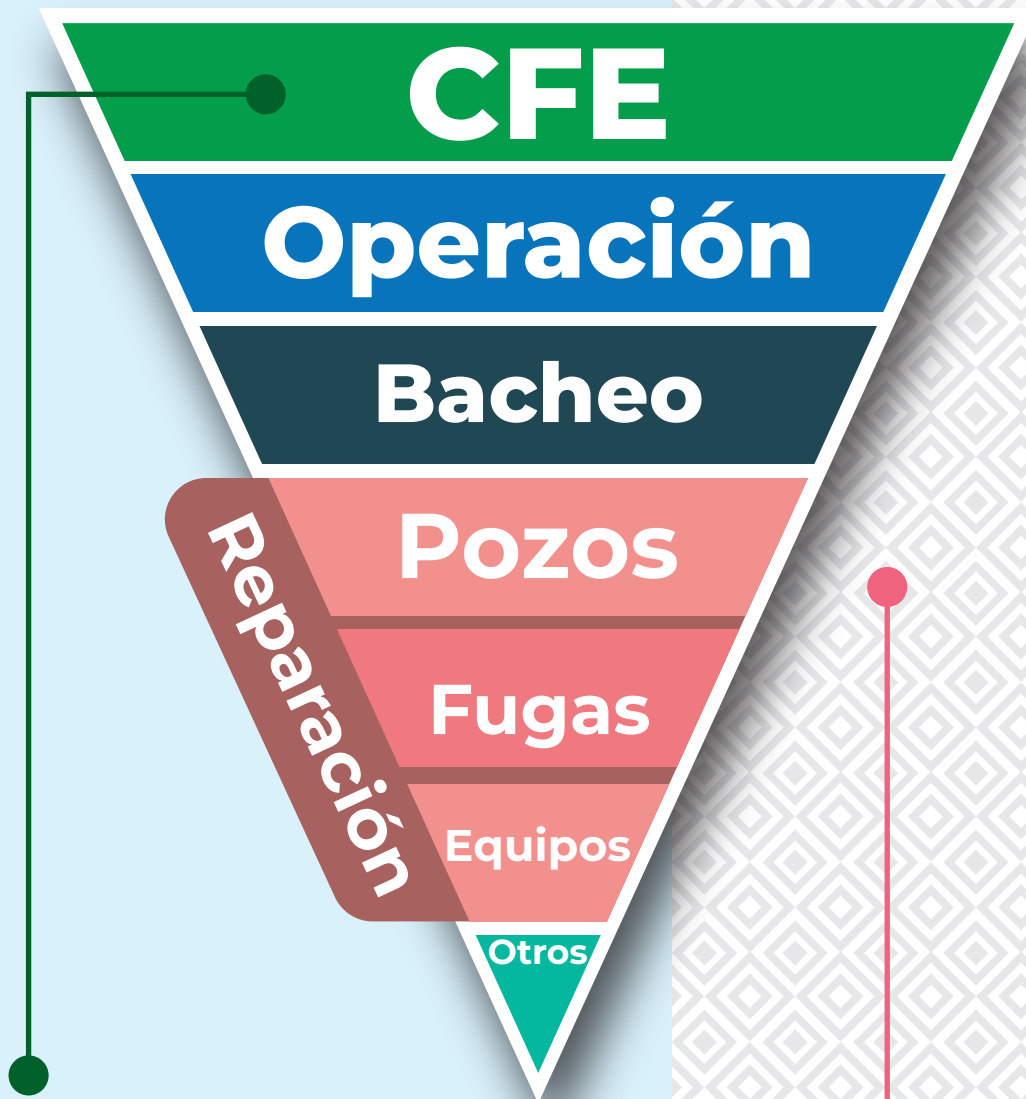 CFE
Operación
Bacheo
Reparación
Pozos
Fugas
Equipos
Otros